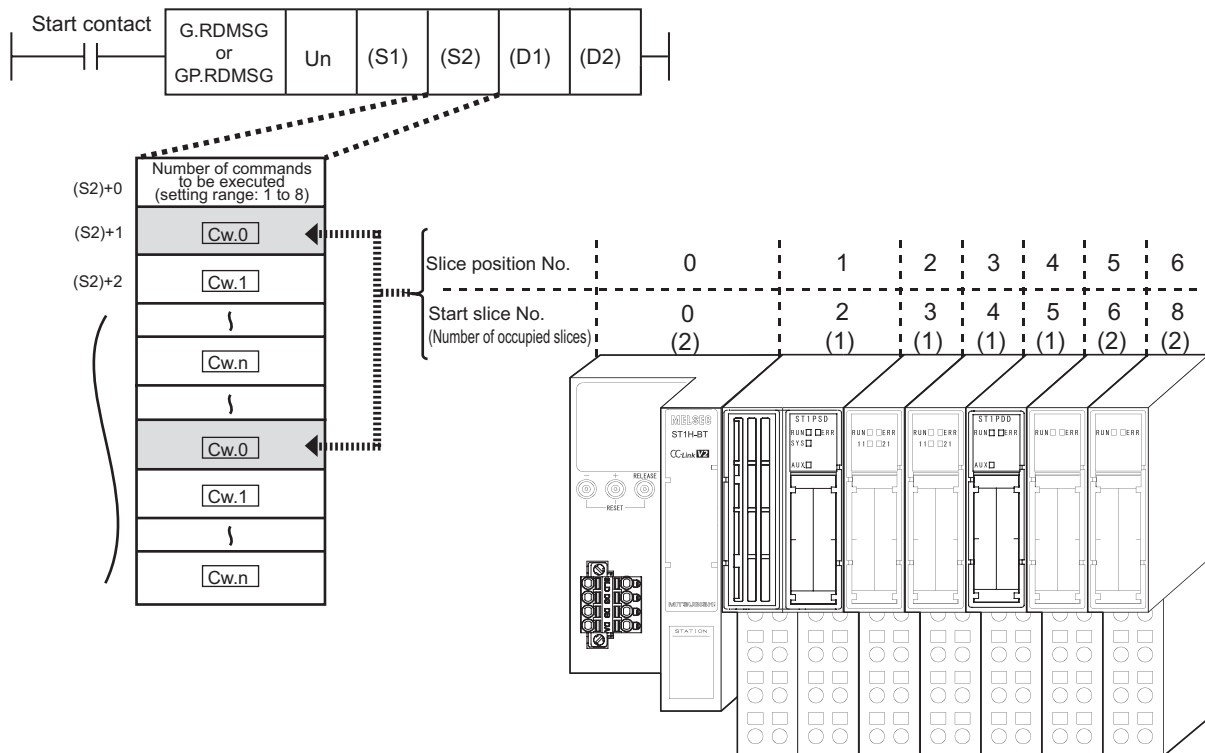 Start contact
G.RDMSG
or
GP.RDMSG
Un
(S1)
(S2)
(D1)
(D2)
Number of commands
to be executed
(setting range: 1 to 8)
(S2)+0
(S2)+1
Cw.0
(S2)+2
Cw.1
Cw.n
Cw.0
Cw.1
Cw.n
Slice position No. 0 1 2 3 4 5 6
Start slice No. 0 2 3 4 5 6 8
(Number of occupied slices) (2) (1) (1) (1) (1) (2) (2)
MELSEC
ST1H-BT
CC-Link V2
- + RELEASE
RESET
SLD DG DB DA
MITSUBISHI
STATION
ST1PSD
RUN ERR
SYS
AUX
RUN ERR
11 21
RUN ERR
11 21
ST1PDD
RUN ERR
AUX
RUN ERR
RUN ERR